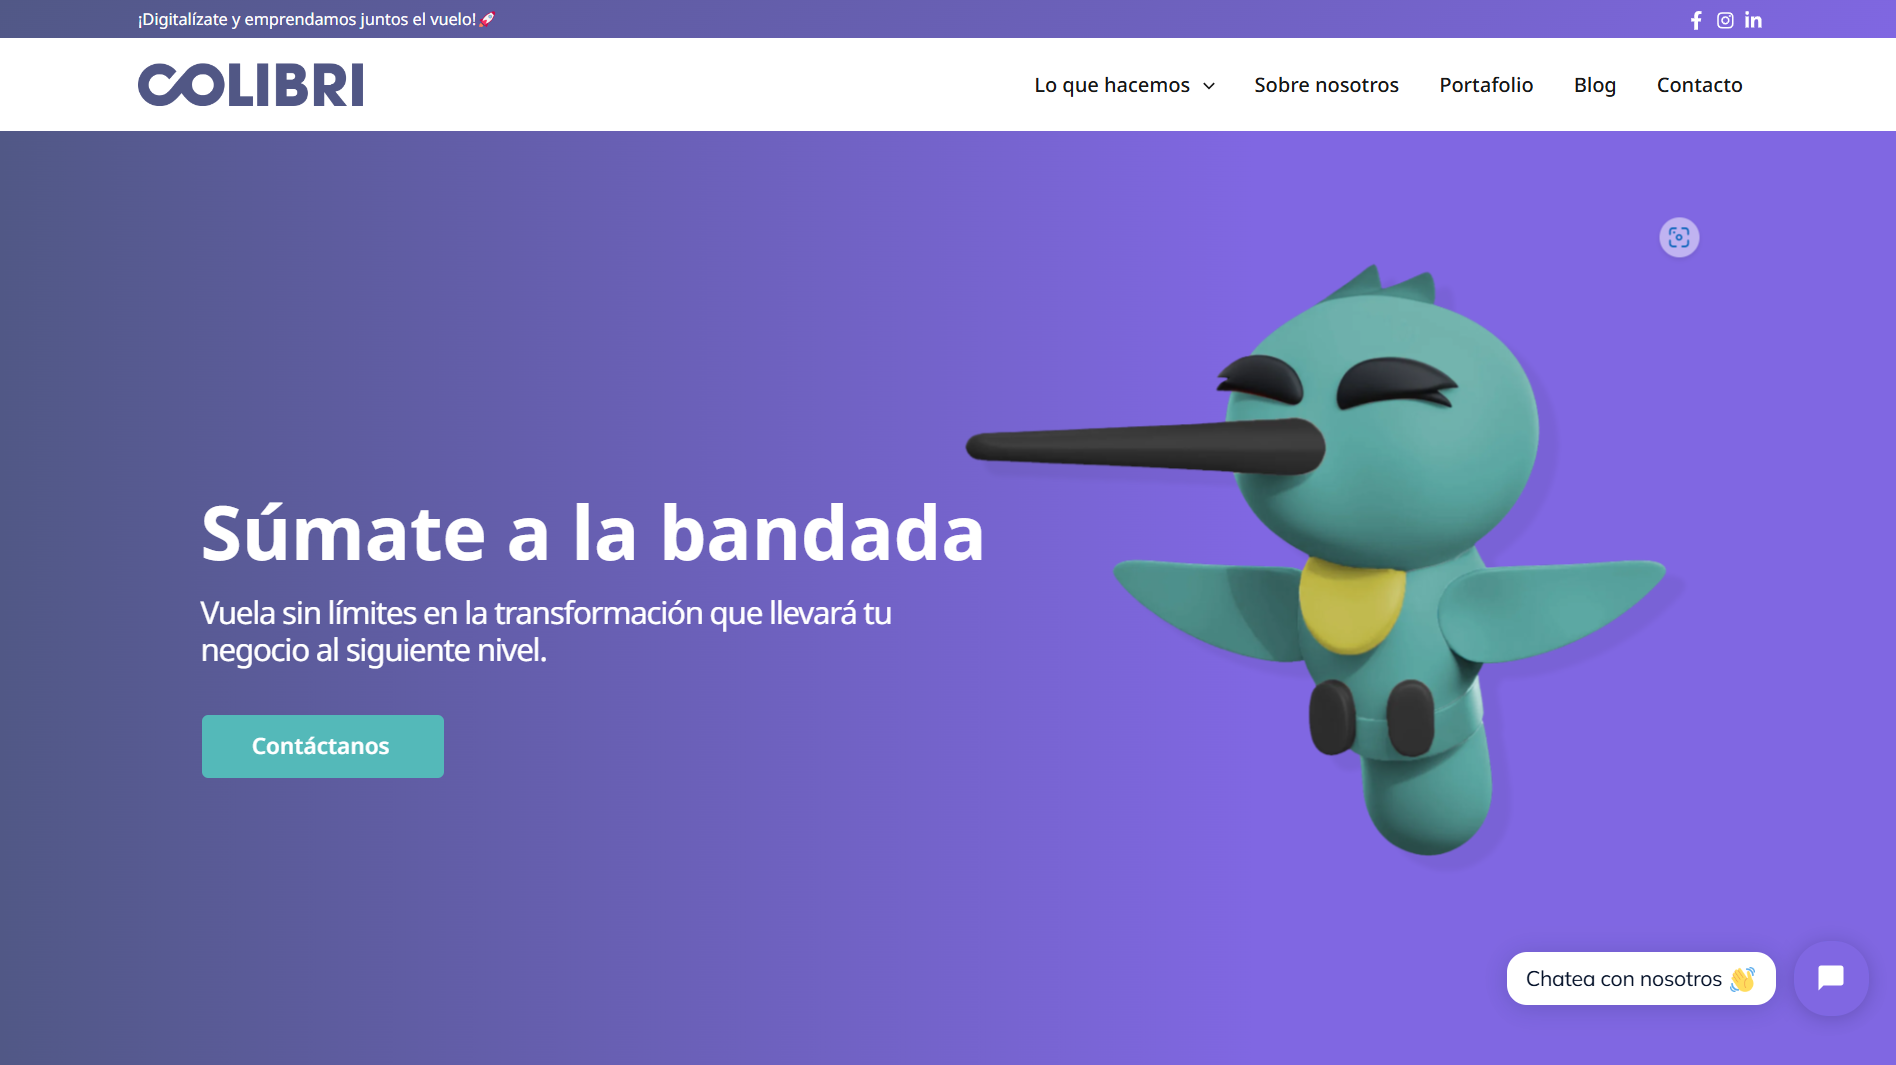 ¡Digitalízate y emprendamos juntos el vuelo!🚀
COLIBRI
Lo que hacemos
Sobre nosotros
Portafolio
Blog
Contacto
Súmate a la bandada
Vuela sin límites en la transformación que llevará tu
negocio al siguiente nivel.
Contáctanos
Chatea con nosotros 👋